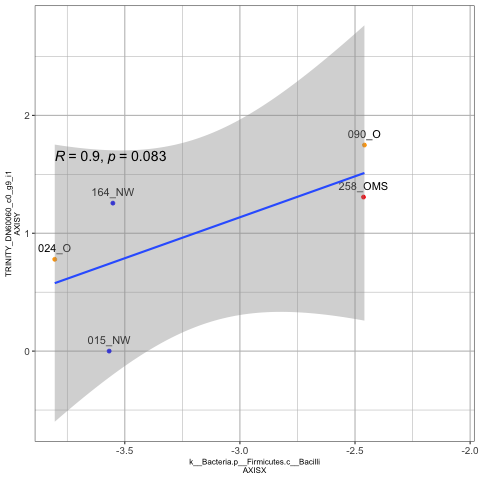 TRINITY_DN60060_c0_g9_i1
AXISY
2
1
0
R = 0.9, p = 0.083
090_O
258_OMS
164_NW
024_O
015_NW
-3.5 -3.0 -2.5 -2.0
k__Bacteria.p__Firmicutes.c__Bacilli
AXISX